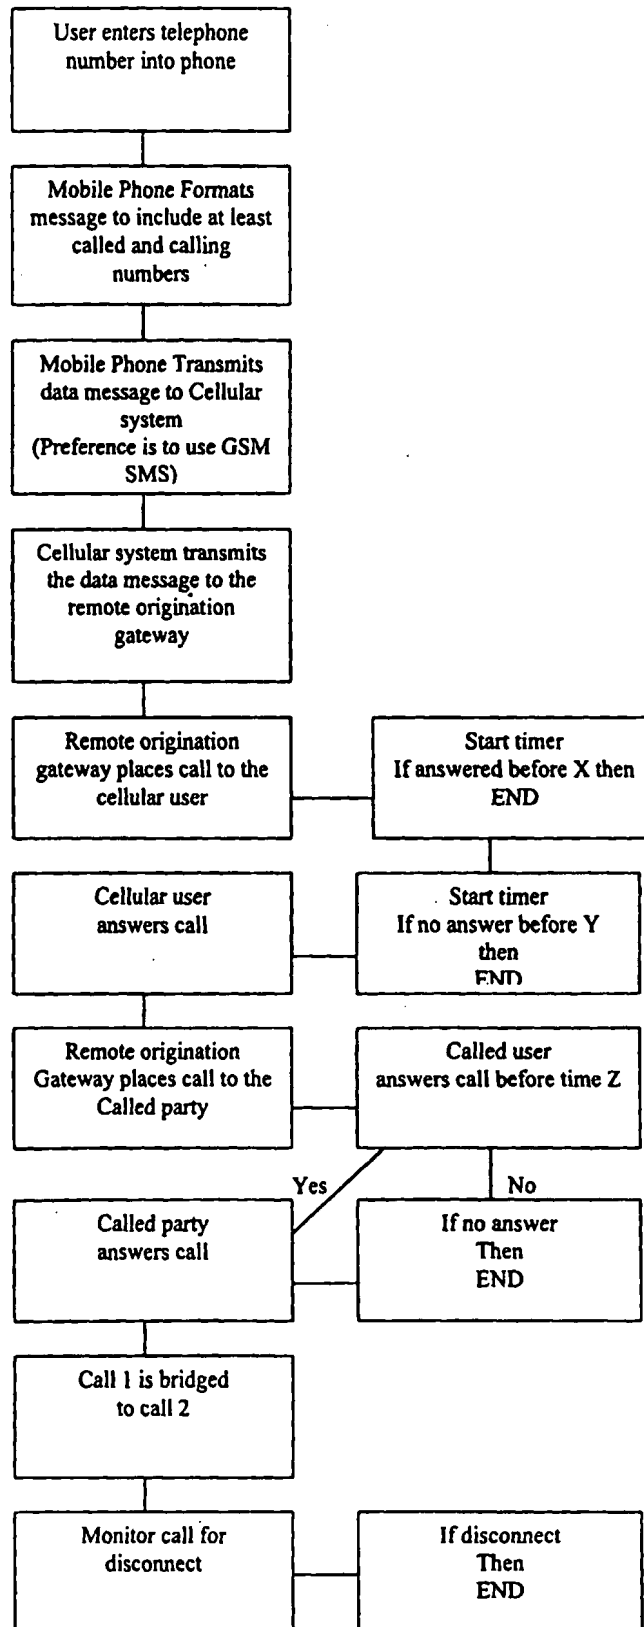 User enters telephone
number into phone
Mobile Phone Formats
message to include at least
called and calling
numbers
Mobile Phone Transmits
data message to Cellular
system
(Preference is to use GSM
SMS)
Cellular system transmits
the data message to the
remote origination
gateway
Remote origination
gateway places call to the
cellular user
Start timer
If answered before X then
END
Cellular user
answers call
Start timer
If no answer before Y
then
END
Remote origination
Gateway places call to the
Called party
Called user
answers call before time Z
Yes
No
Called party
answers call
If no answer
Then
END
Call 1 is bridged
to call 2
Monitor call for
disconnect
If disconnect
Then
END